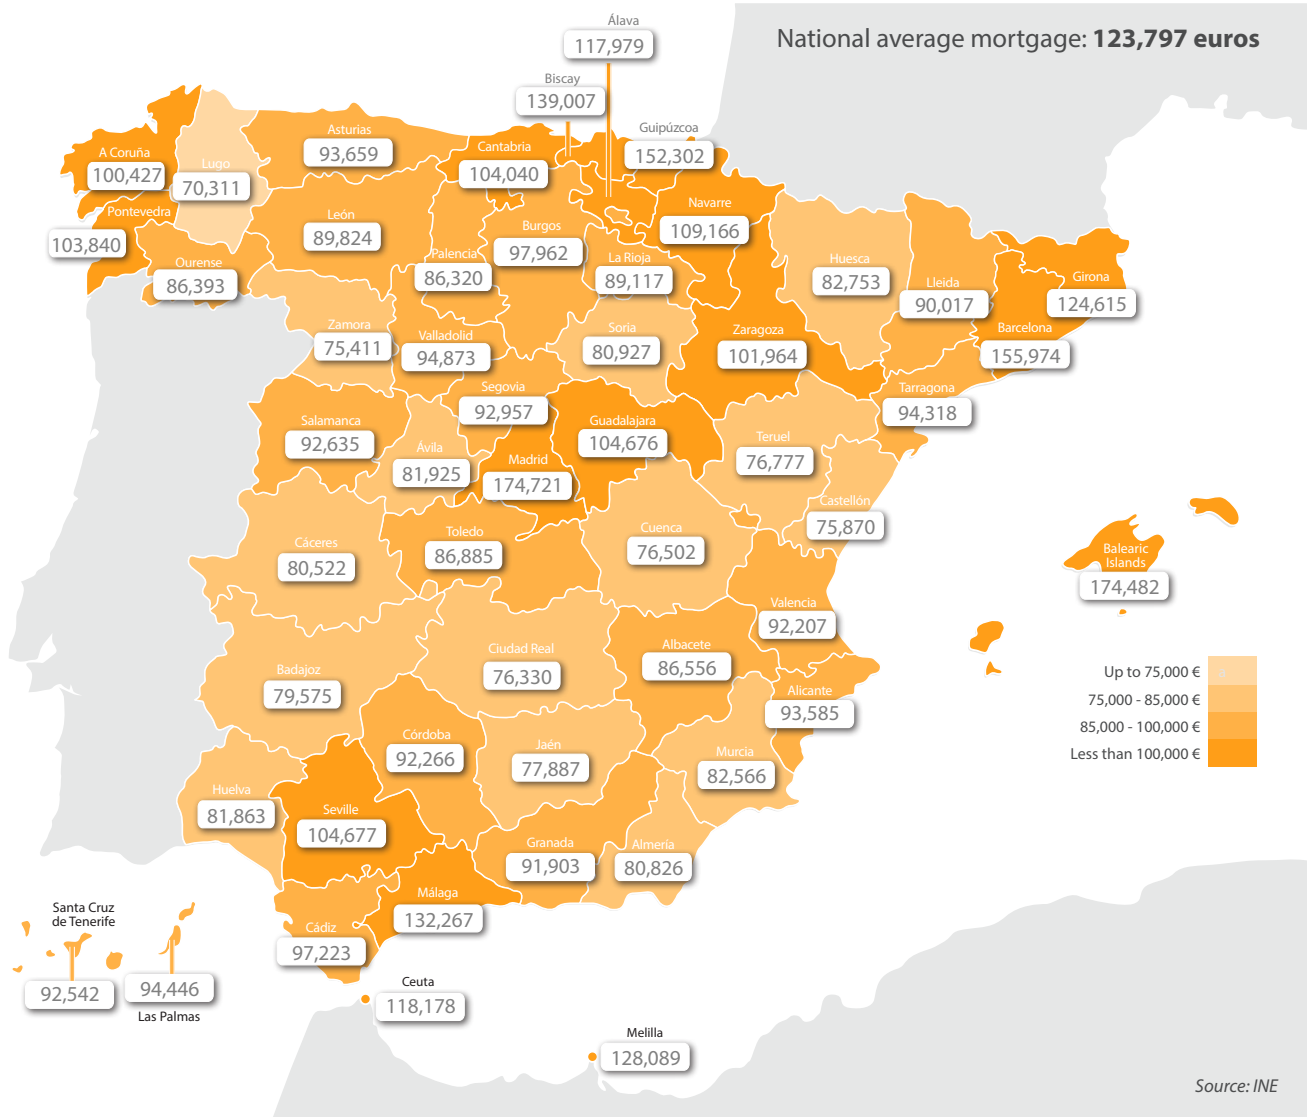 National average mortgage: 123,797 euros
Álava
117,979
Biscay
139,007
Guipúzcoa
152,302
Asturias
93,659
Cantabria
104,040
A Coruña
100,427
Lugo
70,311
Pontevedra
103,840
Ourense
86,393
León
89,824
Palencia
86,320
Burgos
97,962
La Rioja
89,117
Navarre
109,166
Huesca
82,753
Lleida
90,017
Girona
124,615
Barcelona
155,974
Zamora
75,411
Valladolid
94,873
Soria
80,927
Zaragoza
101,964
Tarragona
94,318
Segovia
92,957
Salamanca
92,635
Ávila
81,925
Madrid
174,721
Guadalajara
104,676
Teruel
76,777
Castellón
75,870
Cáceres
80,522
Toledo
86,885
Cuenca
76,502
Balearic
Islands
174,482
Valencia
92,207
Badajoz
79,575
Ciudad Real
76,330
Albacete
86,556
Alicante
93,585
Up to 75,000 €
75,000 - 85,000 €
85,000 - 100,000 €
Less than 100,000 €
Córdoba
92,266
Jaén
77,887
Murcia
82,566
Huelva
81,863
Seville
104,677
Granada
91,903
Almería
80,826
Málaga
132,267
Cádiz
97,223
Santa Cruz
de Tenerife
92,542
94,446
Las Palmas
Ceuta
118,178
Melilla
128,089
Source: INE